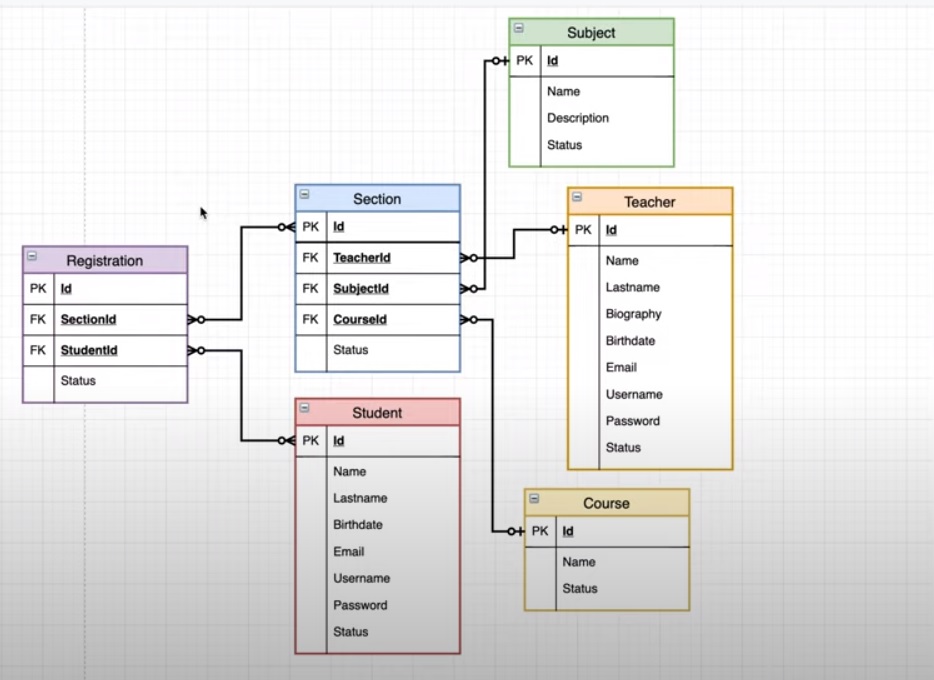 Subject
PK Id
Name
Description
Status
Section
PK Id
FK TeacherId
FK SubjectId
FK CourseId
Status
Teacher
PK Id
Name
Lastname
Biography
Birthdate
Email
Username
Password
Status
Registration
PK Id
FK SectionId
FK StudentId
Status
Student
PK Id
Name
Lastname
Birthdate
Email
Username
Password
Status
Course
PK Id
Name
Status